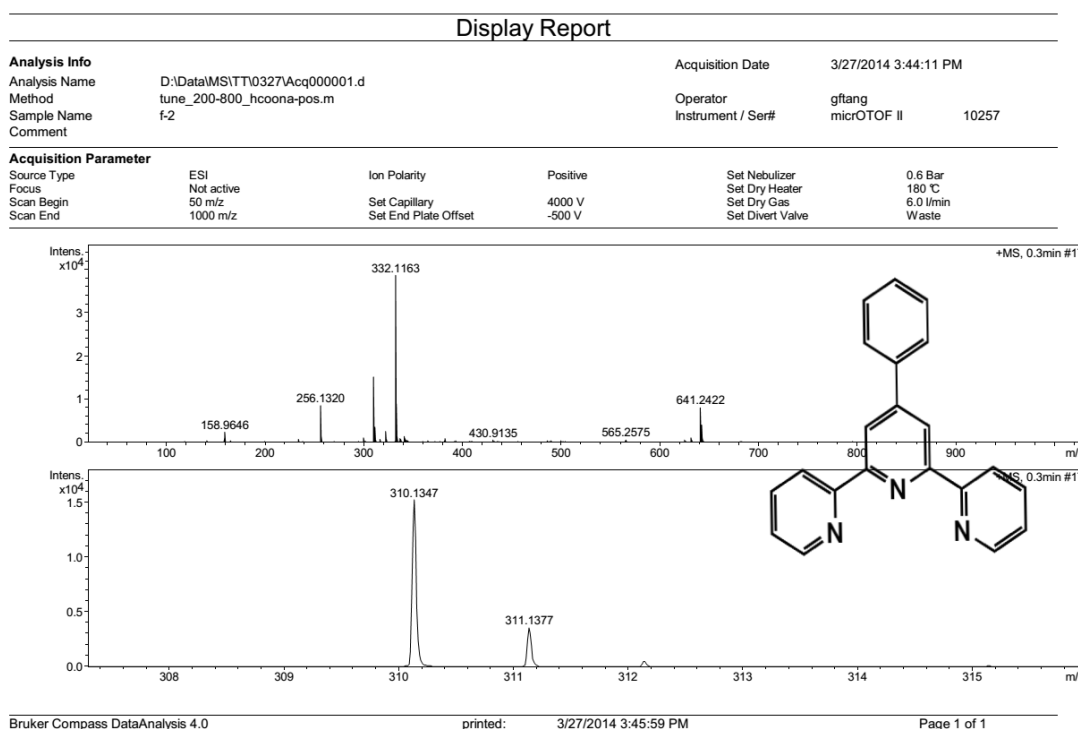 Display Report
Analysis Info
Acquisition Date 3/27/2014 3:44:11 PM
Analysis Name D:\Data\MS\TT\0327\Acq000001.d
Method tune_200-800_hcoona-pos.m
Operator gftang
Sample Name f-2
Instrument / Ser# micrOTOF II 10257
Comment
Acquisition Parameter
Source Type ESI Ion Polarity Positive Set Nebulizer 0.6 Bar
Focus Not active Set Dry Heater 180 ℃
Scan Begin 50 m/z Set Capillary 4000 V Set Dry Gas 6.0 l/min
Scan End 1000 m/z Set End Plate Offset -500 V Set Divert Valve Waste
Intens.
x10⁴
+MS, 0.3min #1
332.1163
3
2
1
0
256.1320
158.9646
430.9135
565.2575
641.2422
100 200 300 400 500 600 700 800 900 m/
Intens.
x10⁴
MS, 0.3min #1
310.1347
1.5
1.0
0.5
0.0
311.1377
N
N
N
308 309 310 311 312 313 314 315 m/
Bruker Compass DataAnalysis 4.0 printed: 3/27/2014 3:45:59 PM Page 1 of 1